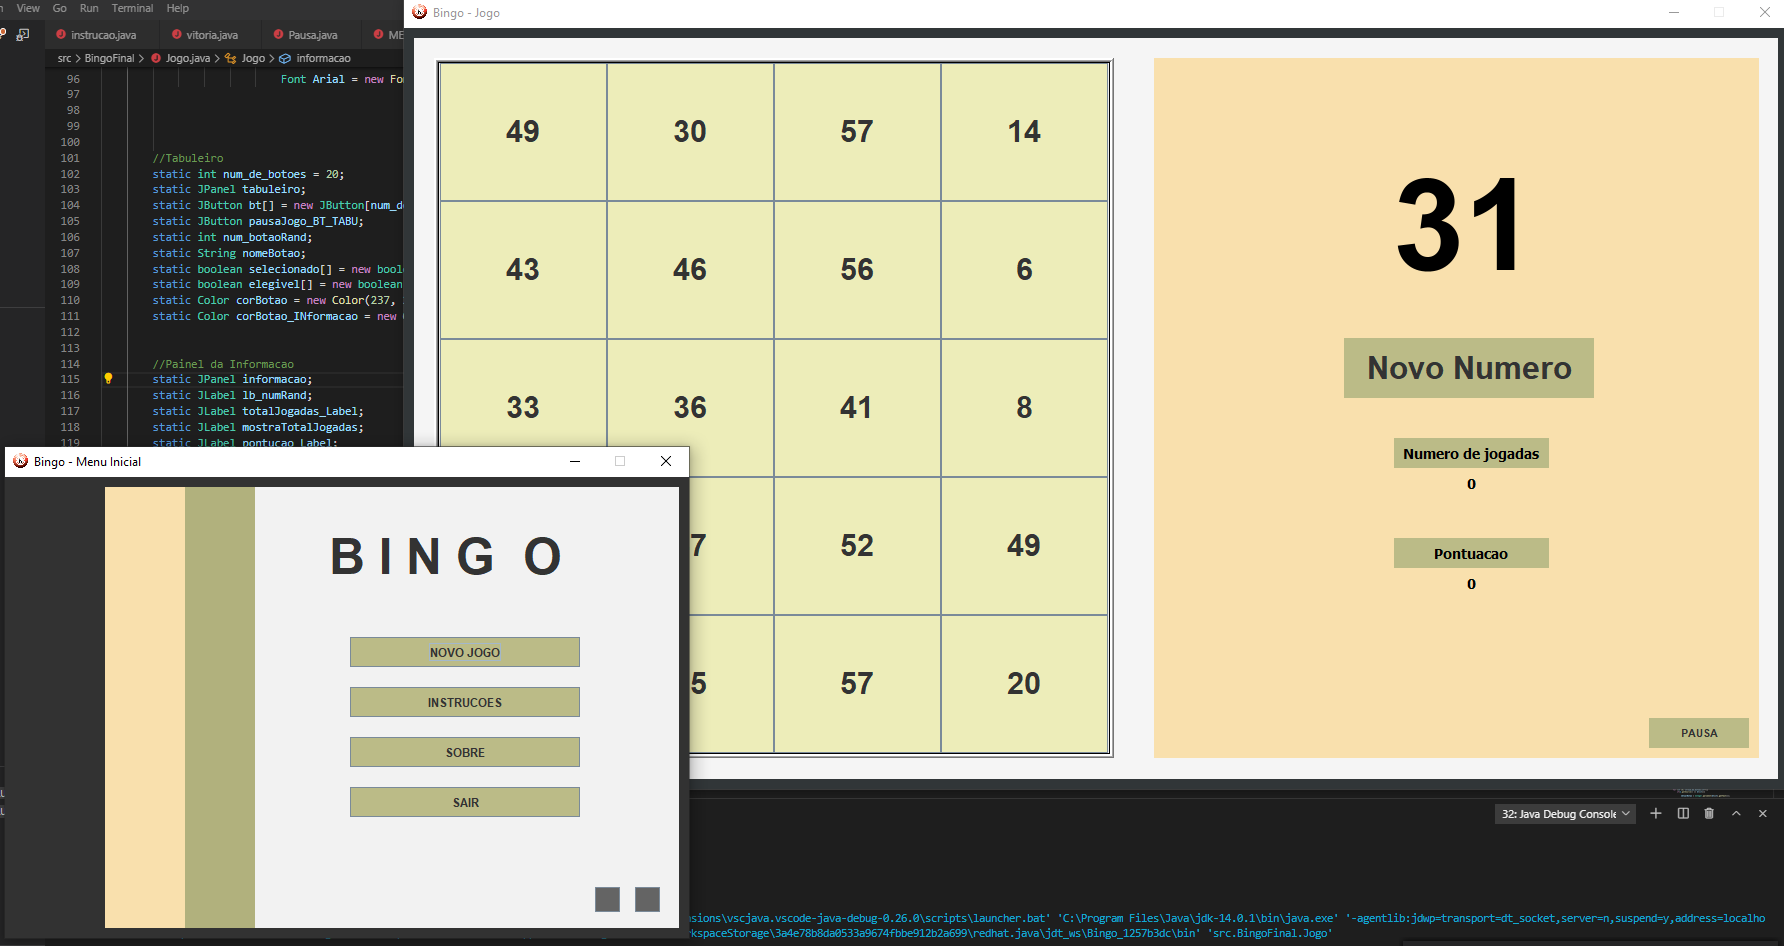 View Go Run Terminal Help
instrucao.java vitoria.java Pausa.java
src > BingoFinal > Jogo.java > Jogo > informacao
96 Font Arial = new
97
98
99
100
101 //Tabuleiro
102 static int num_de_botoes = 20;
103 static JPanel tabuleiro;
104 static JButton bt[] = new
105 static JButton pausaJogo_BT_TABU;
106 static int num_botaoRand;
107 static String nomeBotao;
108 static boolean selecionado[] = new
109 static boolean elegivel[] = new boolean
110 static Color corBotao = new Color(237,
111 static Color corBotao_INformacao = new
112
113
114 //Painel da Informacao
115 static JPanel informacao;
116 static JLabel lb_numRand;
117 static JLabel totalJogadas_Label;
118 static JLabel mostraTotalJogadas;
119 static JLabel pontucao_Label;
Bingo - Jogo
49 30 57 14
43 46 56 6
33 36 41 8
7 52 49
5 57 20
31
Novo Numero
Numero de jogadas
0
Pontuacao
0
PAUSA
Bingo - Menu Inicial
B I N G O
NOVO JOGO
INSTRUCOES
SOBRE
SAIR
32: Java Debug Console
nsions\vscjava.vscode-java-debug-0.26.0\scripts\launcher.bat' 'C:\Program Files\Java\jdk-14.0.1\bin\java.exe' '-agentlib:jdwp=transport=dt_socket,server=n,suspend=y,address=localho
rkspaceStorage\3a4e78b8da0533a9674fbbe912b2a699\redhat.java\jdt_ws\Bingo_1257b3dc\bin' 'src.BingoFinal.Jogo'